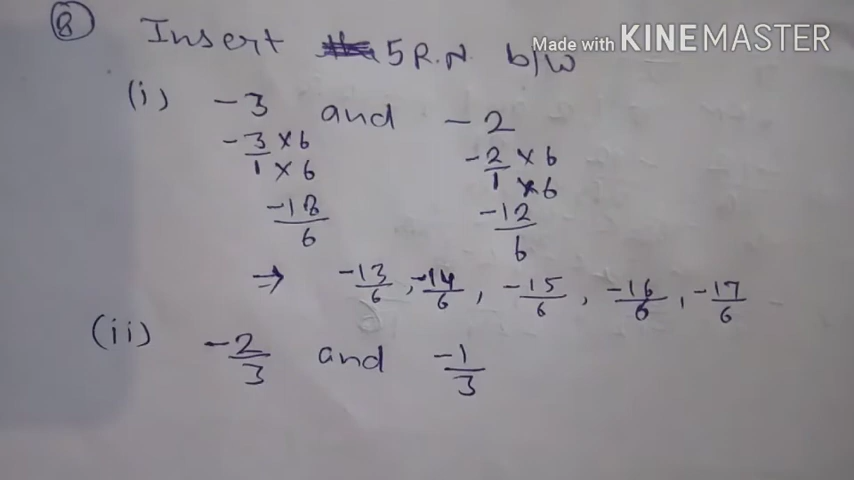 8 Insert 5 R.N. b/w
Made with KINEMASTER
(i) -3 and -2
-3/1 × 6/× 6 -2/1 × 6/× 6
-18/6 -12/6
⇒ -13/6, -14/6, -15/6, -16/6, -17/6
(ii) -2/3 and -1/3